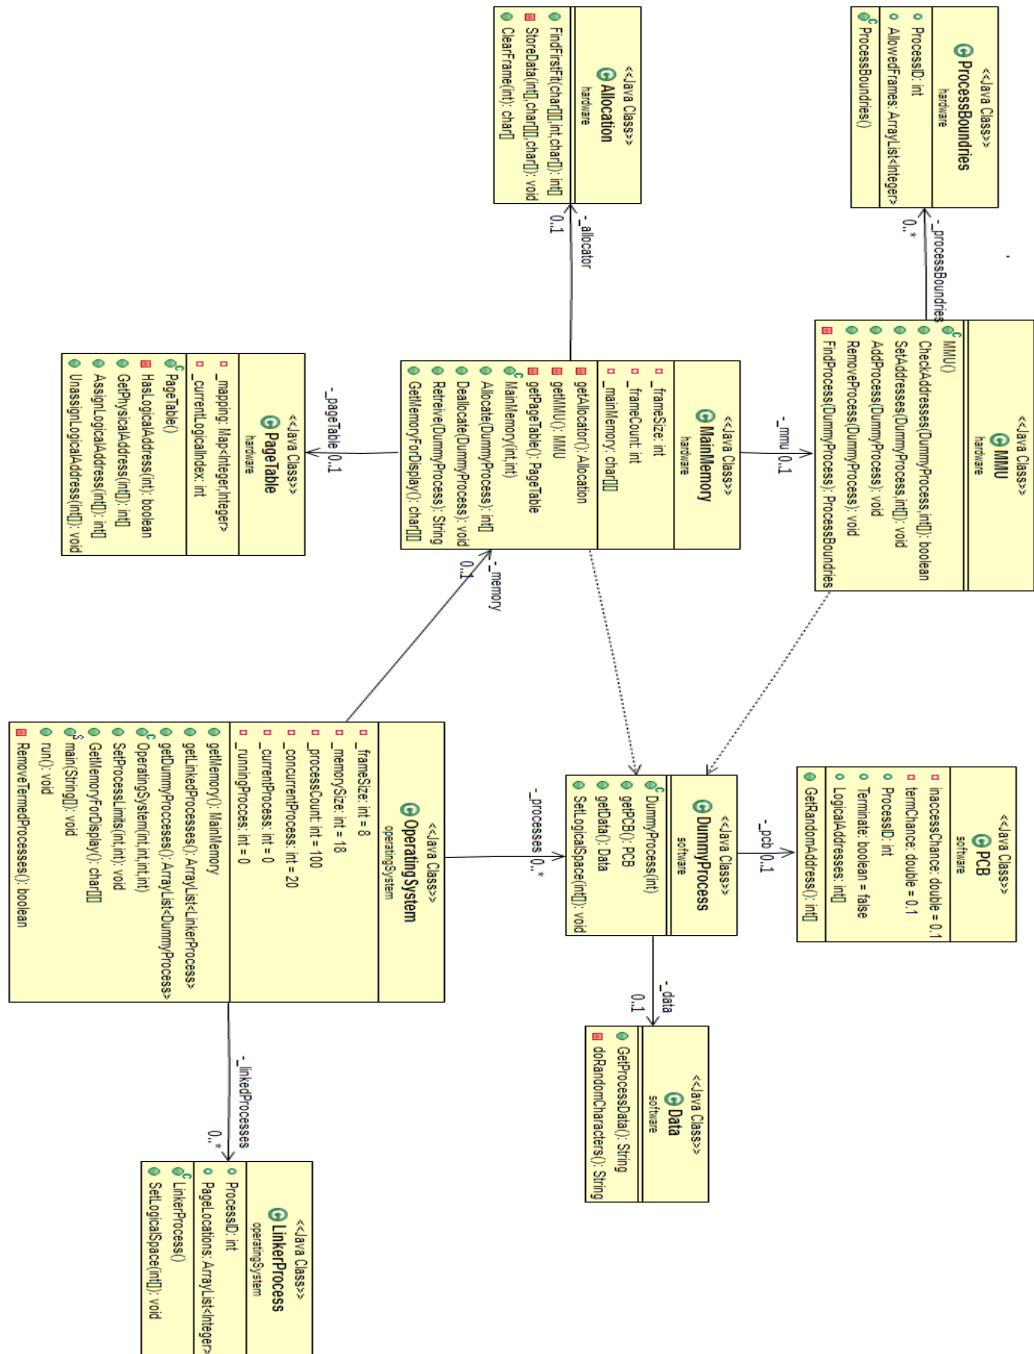 <<Java Class>>
ProcessBoundries
hardware
ProcessID: int
AllowedFrames: ArrayList<Integer>
ProcessBoundries()
-_processBoundries
0..*
<<Java Class>>
MMU
hardware
MMU()
CheckAddresses(DummyProcess,int[]): boolean
SetAddresses(DummyProcess,int[]): void
AddProcess(DummyProcess): void
RemoveProcess(DummyProcess): void
FindProcess(DummyProcess): ProcessBoundries
-_mmu 0..1
<<Java Class>>
PCB
software
inaccessChance: double = 0.1
termChance: double = 0.1
ProcessID: int
Terminate: boolean = false
LogicalAddresses: int[]
GetRandomAddress(): int[]
-_pcb 0..1
<<Java Class>>
Allocation
hardware
FindFirstFit(char[][],int,char[]): int[]
StoreData(int[],char[][],char[]): void
ClearFrame(int): char[]
-_allocator
0..1
<<Java Class>>
MainMemory
hardware
_frameSize: int
_frameCount: int
_mainMemory: char[][]
getAllocator(): Allocation
getMMU(): MMU
getPageTable(): PageTable
MainMemory(int,int)
Allocate(DummyProcess): int[]
Deallocate(DummyProcess): void
Retreive(DummyProcess): String
GetMemoryForDisplay(): char[][]
<<Java Class>>
DummyProcess
software
DummyProcess(int)
getPCB(): PCB
getData(): Data
SetLogicalSpace(int[]): void
-_data
0..1
<<Java Class>>
Data
software
GetProcessData(): String
doRandomCharacters(): String
-_pageTable 0..1
<<Java Class>>
PageTable
hardware
_mapping: Map<Integer,Integer>
_currentLogicalIndex: int
PageTable()
HasLogicalAddress(int): boolean
GetPhysicalAddress(int[]): int[]
AssignLogicalAddress(int[]): int[]
UnassignLogicalAddress(int[]): void
-_memory
0..1
-_processes 0..*
<<Java Class>>
OperatingSystem
operatingSystem
_frameSize: int = 8
_memorySize: int = 18
_processCount: int = 100
_concurrentProcess: int = 20
_currentProcess: int = 0
_runningProcces: int = 0
getMemory(): MainMemory
getLinkedProcesses(): ArrayList<LinkerProcess>
getDummyProccesses(): ArrayList<DummyProcess>
OperatingSystem(int,int,int)
SetProcessLimits(int,int): void
GetMemoryForDisplay(): char[][]
main(String[]): void
run(): void
RemoveTermedProcesses(): boolean
-_linkedProcesses
0..*
<<Java Class>>
LinkerProcess
operatingSystem
ProcessID: int
PageLocations: ArrayList<Integer>
LinkerProcess()
SetLogicalSpace(int[]): void